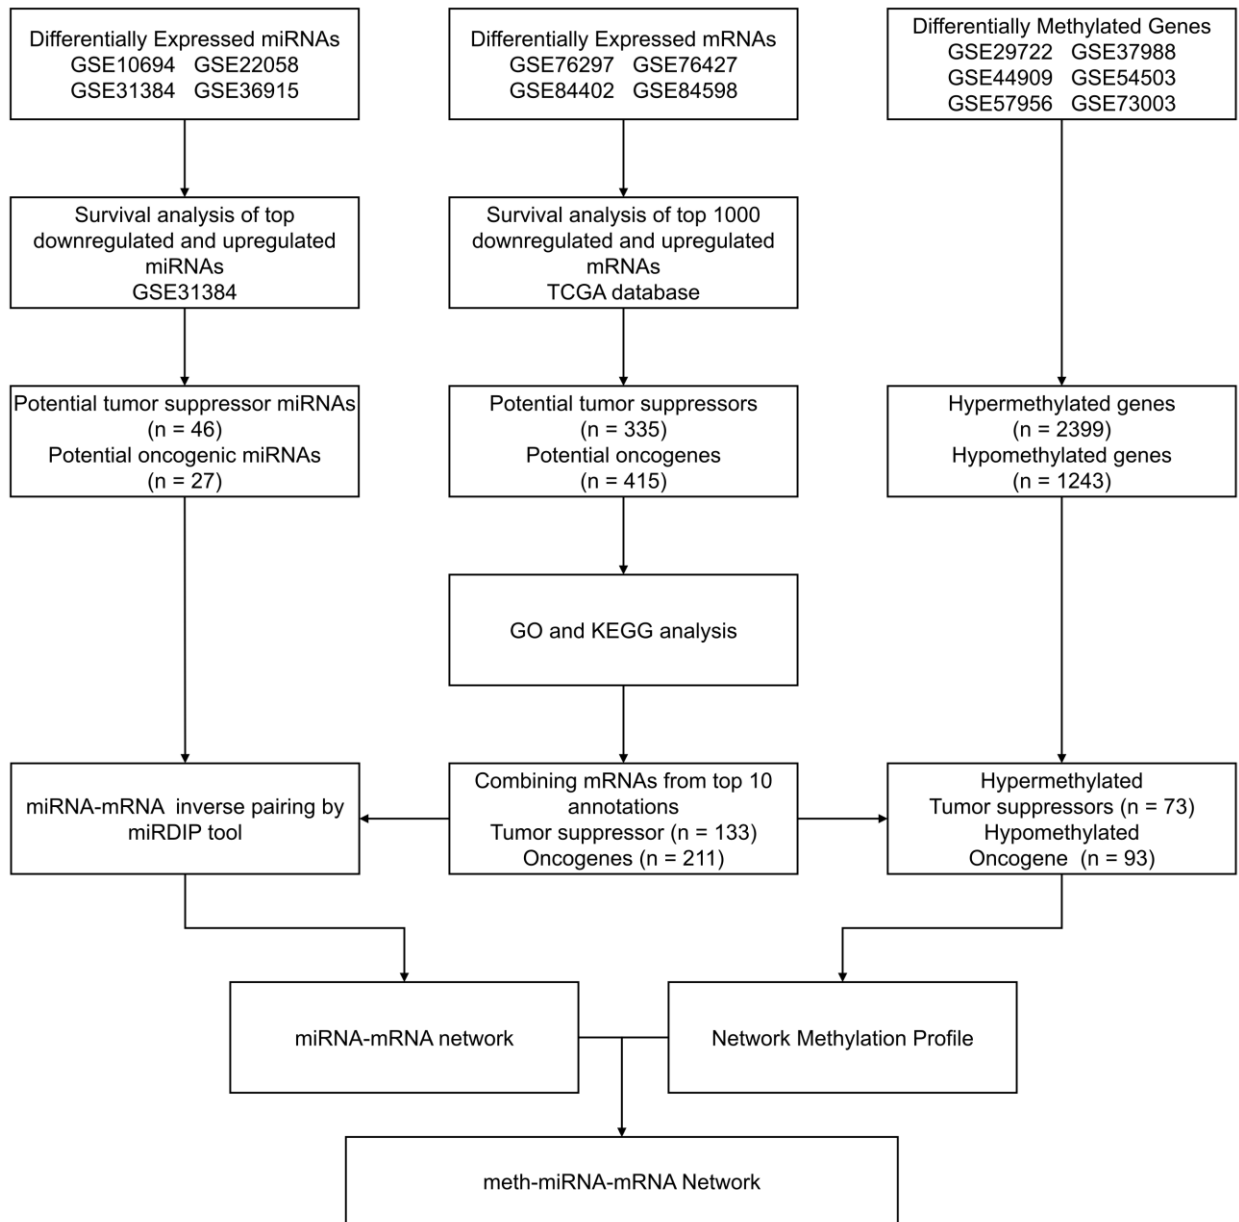 Differentially Expressed miRNAs
GSE10694 GSE22058
GSE31384 GSE36915
Differentially Expressed mRNAs
GSE76297 GSE76427
GSE84402 GSE84598
Differentially Methylated Genes
GSE29722 GSE37988
GSE44909 GSE54503
GSE57956 GSE73003
Survival analysis of top
downregulated and upregulated
miRNAs
GSE31384
Survival analysis of top 1000
downregulated and upregulated
mRNAs
TCGA database
Potential tumor suppressor miRNAs
(n = 46)
Potential oncogenic miRNAs
(n = 27)
Potential tumor suppressors
(n = 335)
Potential oncogenes
(n = 415)
Hypermethylated genes
(n = 2399)
Hypomethylated genes
(n = 1243)
GO and KEGG analysis
miRNA-mRNA inverse pairing by
miRDIP tool
Combining mRNAs from top 10
annotations
Tumor suppressor (n = 133)
Oncogenes (n = 211)
Hypermethylated
Tumor suppressors (n = 73)
Hypomethylated
Oncogene (n = 93)
miRNA-mRNA network
Network Methylation Profile
meth-miRNA-mRNA Network